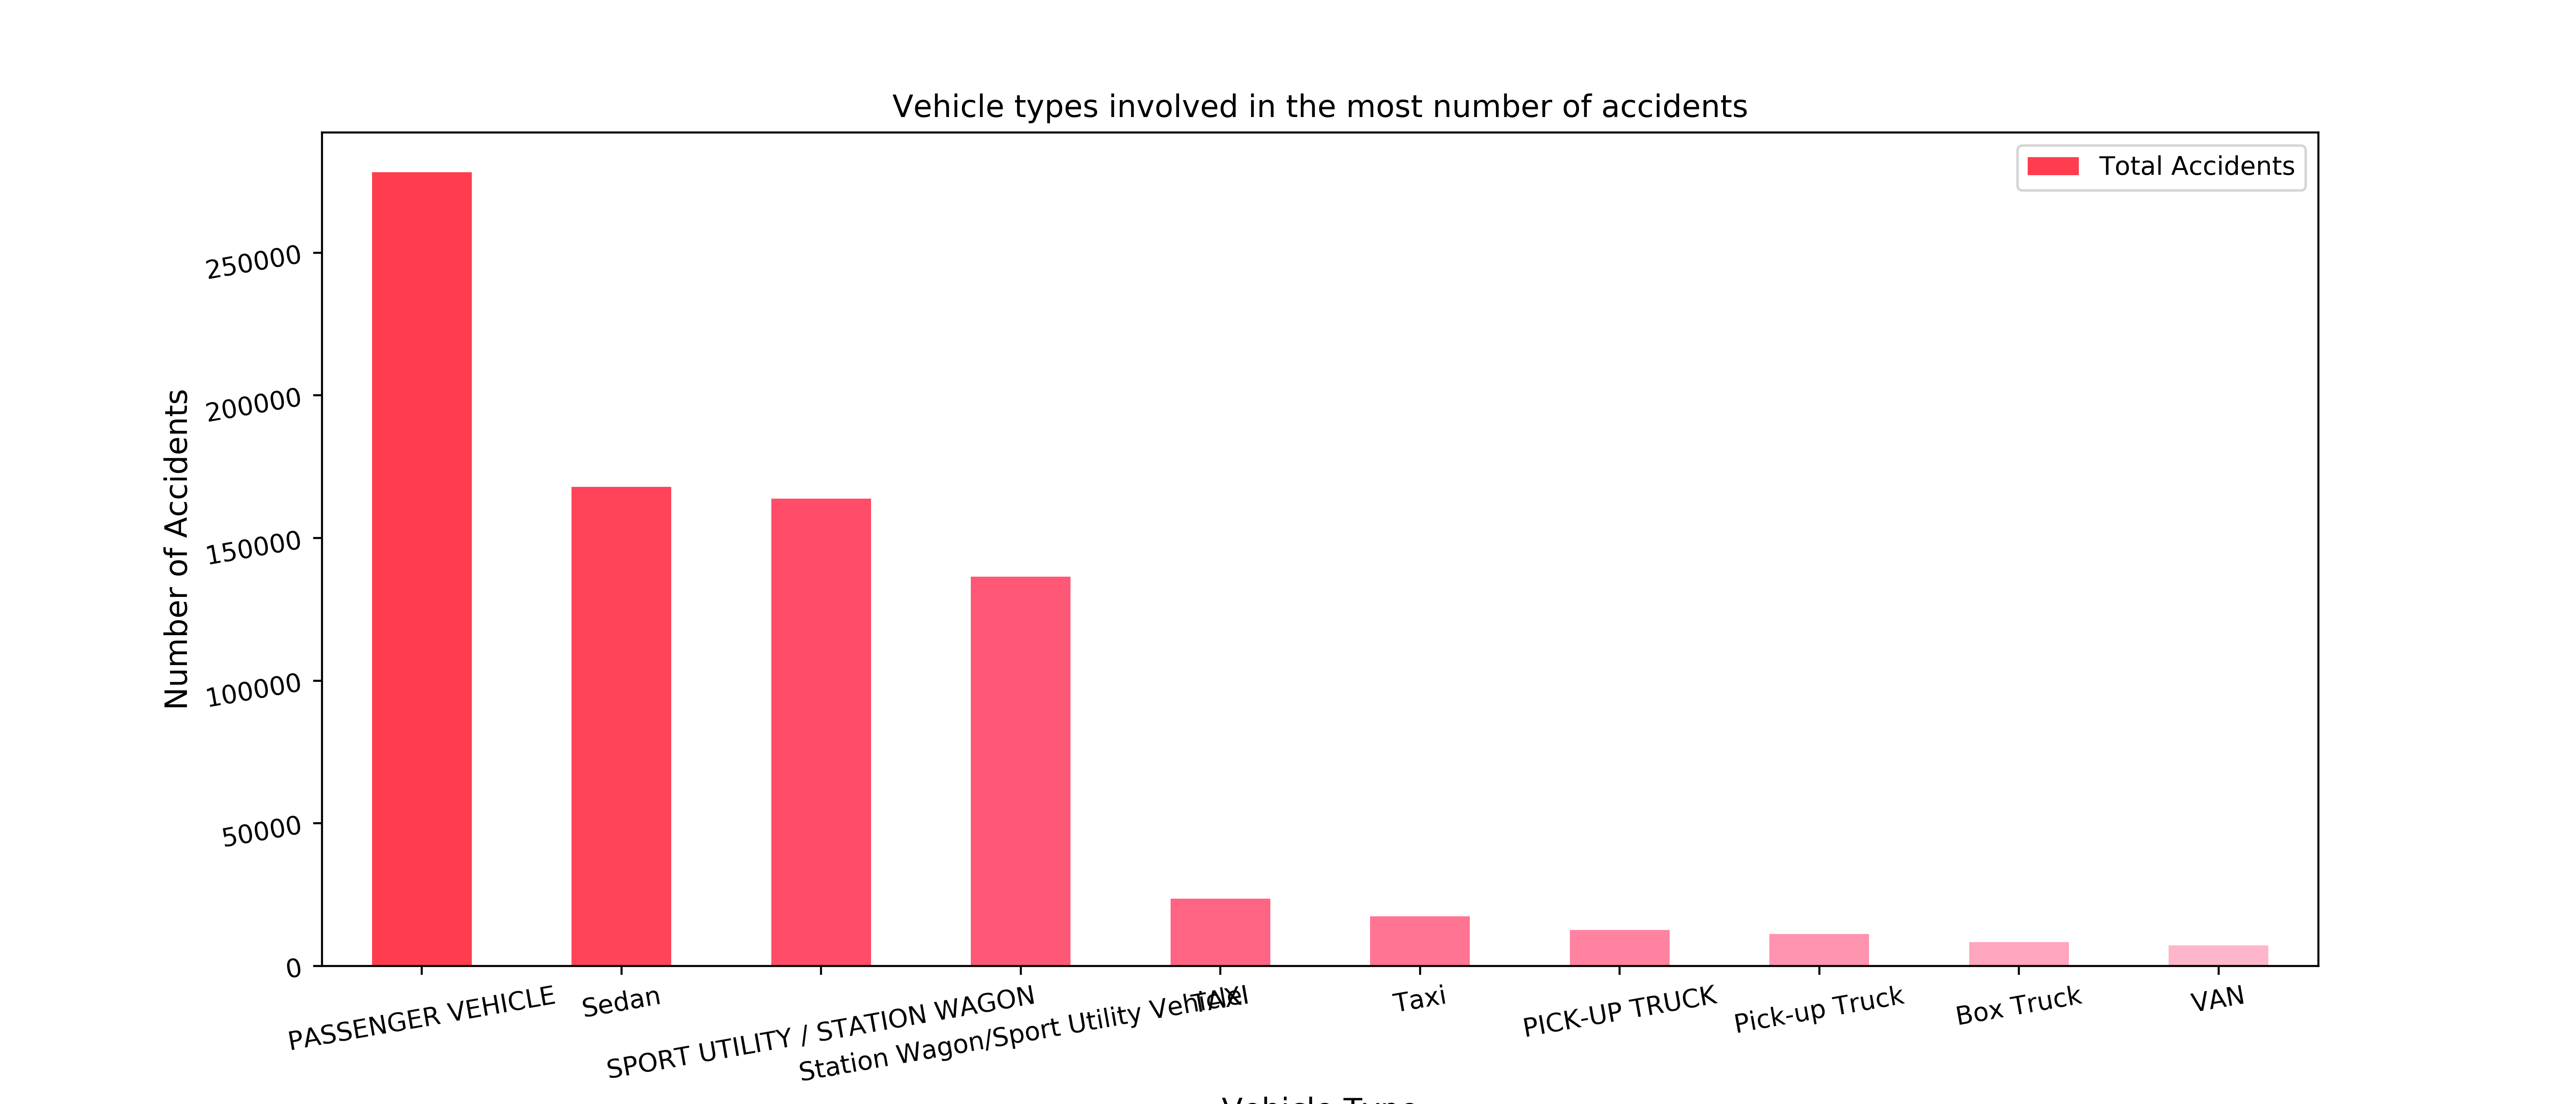 Vehicle types involved in the most number of accidents
Total Accidents
Number of Accidents
250000
200000
150000
100000
50000
0
PASSENGER VEHICLE
Sedan
SPORT UTILITY / STATION WAGON
Station Wagon/Sport Utility Vehicle
TAXI
Taxi
PICK-UP TRUCK
Pick-up Truck
Box Truck
VAN
Vehicle Type